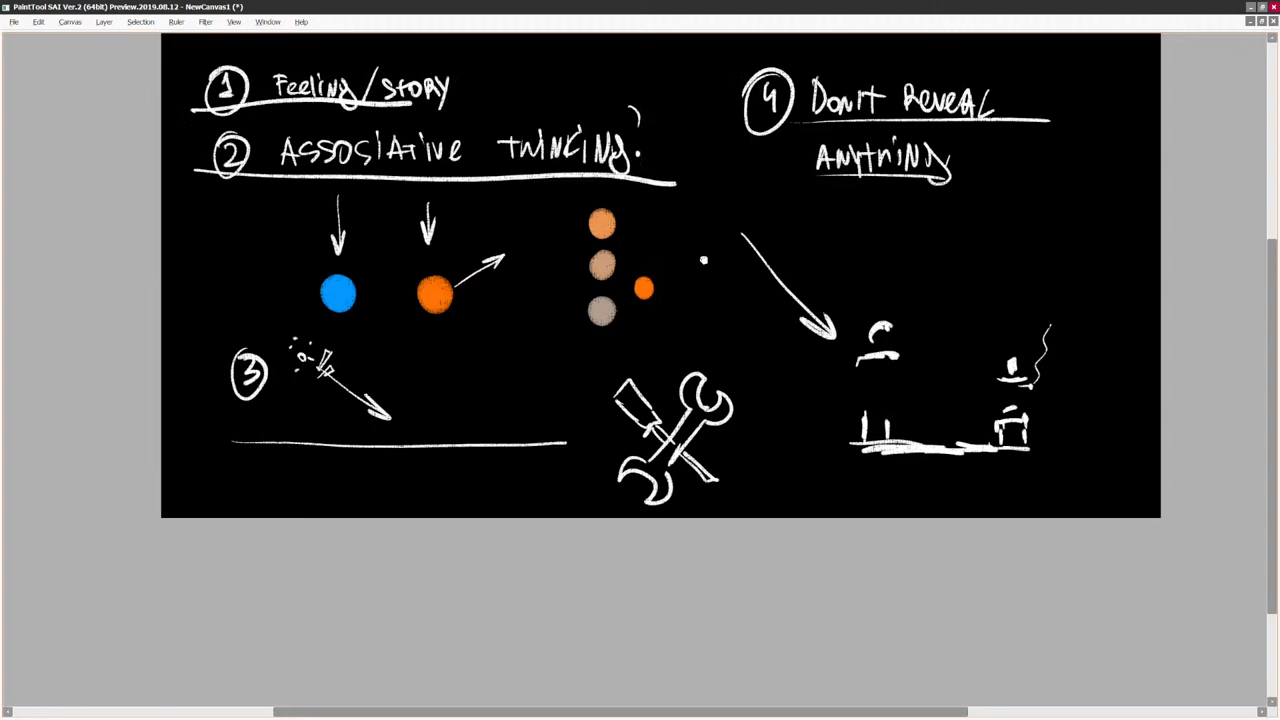 PaintTool SAI Ver.2 (64bit) Preview.2019.08.12 - NewCanvas1 (*)
File Edit Canvas Layer Selection Ruler Filter View Window Help
1 Feeling/STORY
2 ASSOSIATIVE THINKING:
3
4 DON'T REVEAL
ANYTHING